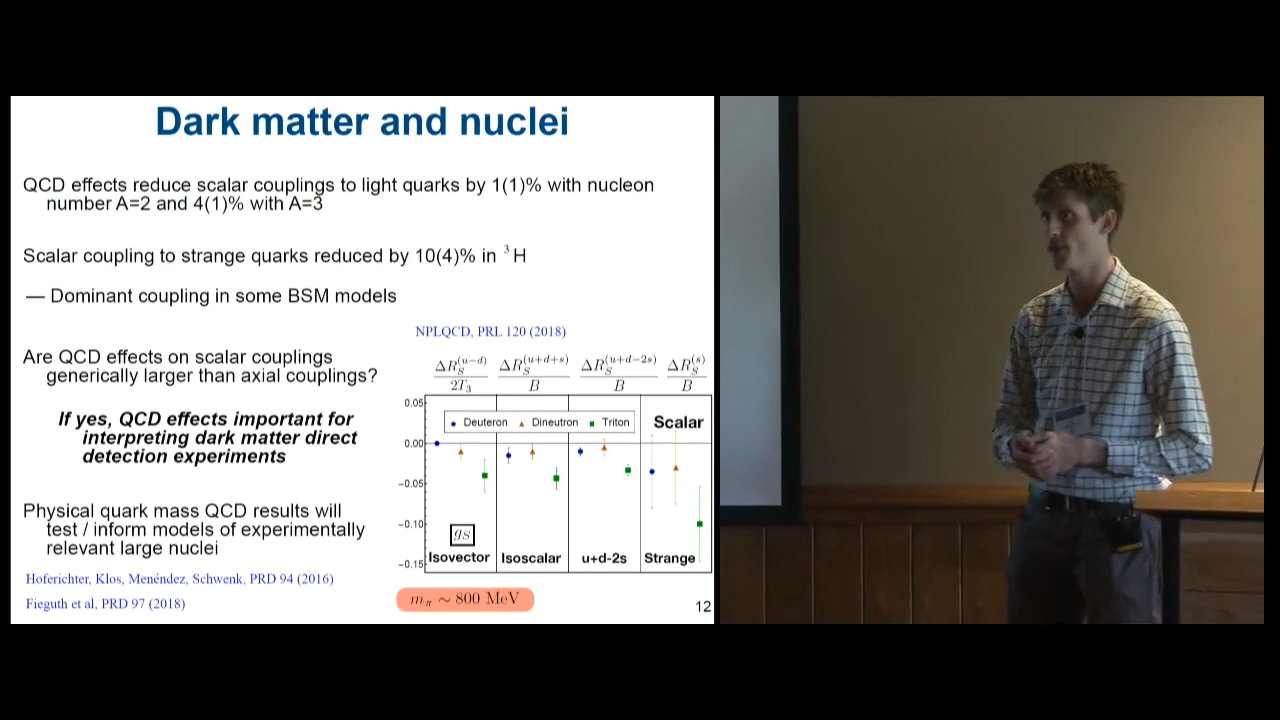 Dark matter and nuclei
QCD effects reduce scalar couplings to light quarks by 1(1)% with nucleon
number A=2 and 4(1)% with A=3
Scalar coupling to strange quarks reduced by 10(4)% in ³H
— Dominant coupling in some BSM models
NPLQCD, PRL 120 (2018)
Are QCD effects on scalar couplings
generically larger than axial couplings?
If yes, QCD effects important for
interpreting dark matter direct
detection experiments
Physical quark mass QCD results will
test / inform models of experimentally
relevant large nuclei
Hoferichter, Klos, Menéndez, Schwenk, PRD 94 (2016)
Fieguth et al, PRD 97 (2018)
ΔR_S^(u−d) ΔR_S^(u+d+s) ΔR_S^(u+d−2s) ΔR_S^(s)
2T₃ B B B
0.05
Deuteron Dineutron Triton Scalar
0.00
−0.05
−0.10
g_S
−0.15
Isovector Isoscalar u+d-2s Strange
m_π ∼ 800 MeV
12